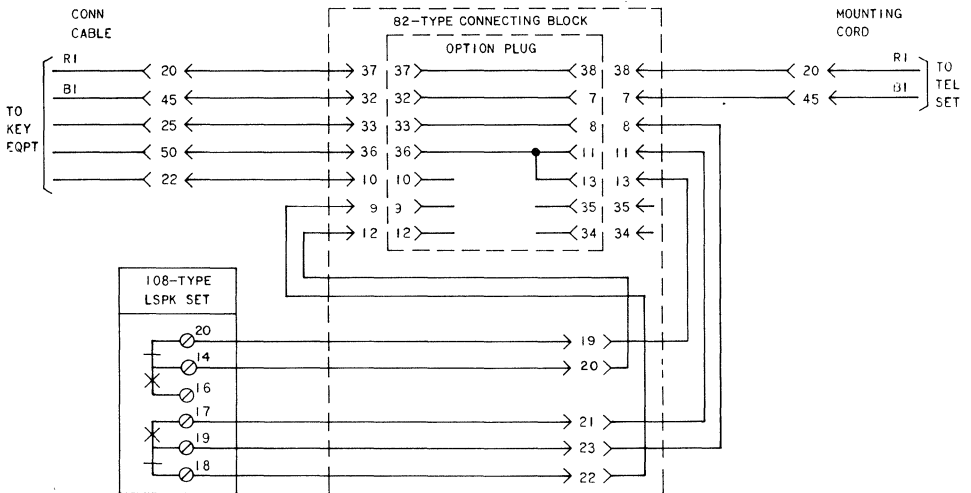 CONN
CABLE
82-TYPE CONNECTING BLOCK
OPTION PLUG
MOUNTING
CORD
TO
KEY
EQPT
R1 20 37 37 38 38 20 R1
B1 45 32 32 7 7 45 B1
25 33 33 8 8
50 36 36 11 11
22 10 10 13 13
9 9 35 35
12 12 34 34
TO
TEL
SET
108-TYPE
LSPK SET
20 19
14 20
16
17 21
19 23
18 22